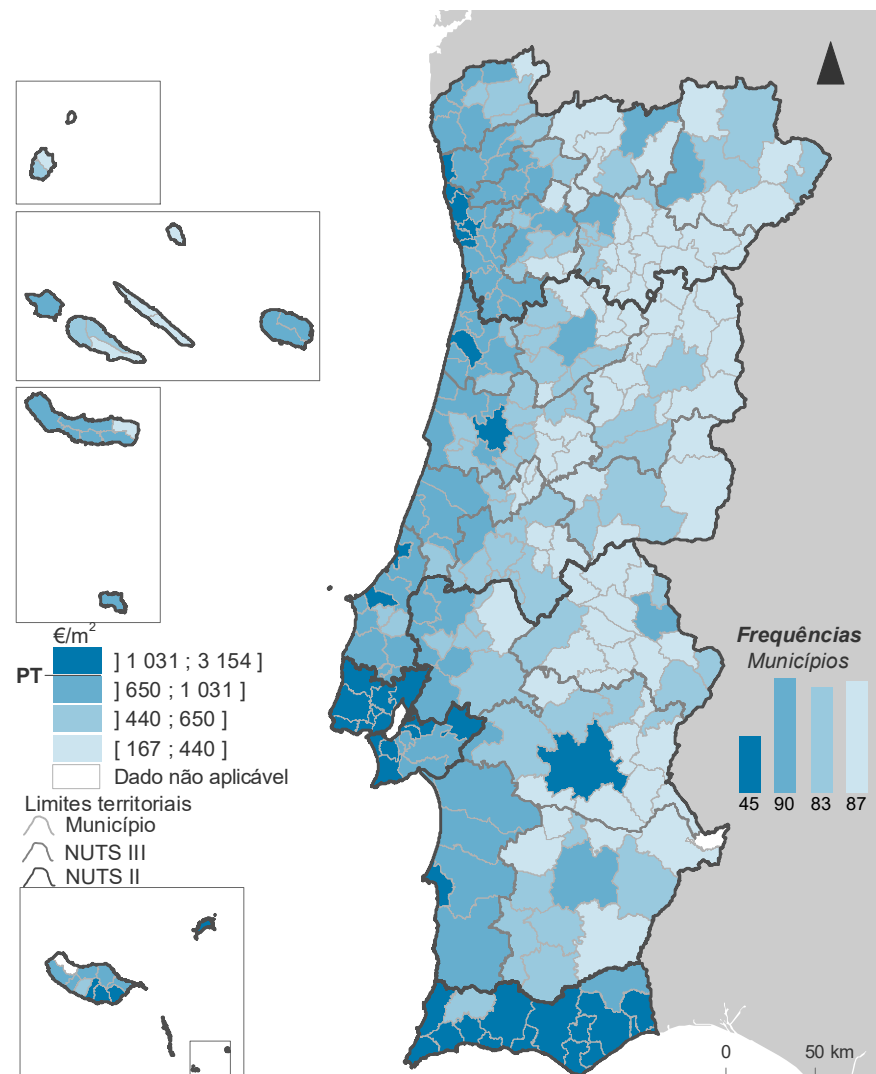 €/m²
PT
] 1 031 ; 3 154 ]
] 650 ; 1 031 ]
] 440 ; 650 ]
[ 167 ; 440 ]
Dado não aplicável
Limites territoriais
Município
NUTS III
NUTS II
Frequências
Municípios
45 90 83 87
0 50 km